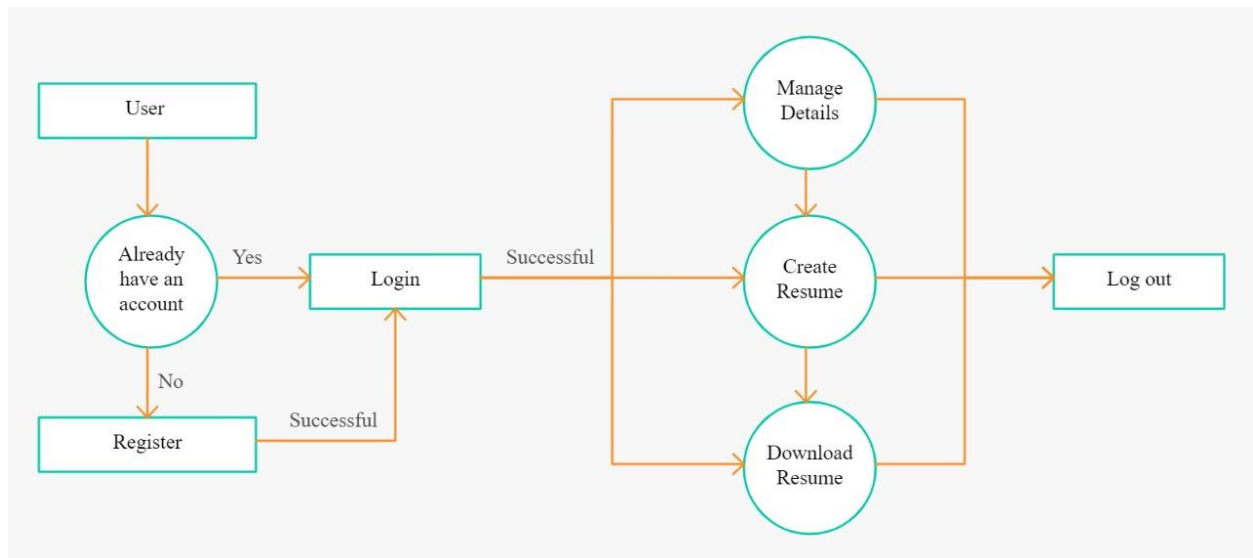 User
Already
have an
account
Yes
No
Register
Successful
Login
Successful
Manage
Details
Create
Resume
Download
Resume
Log out